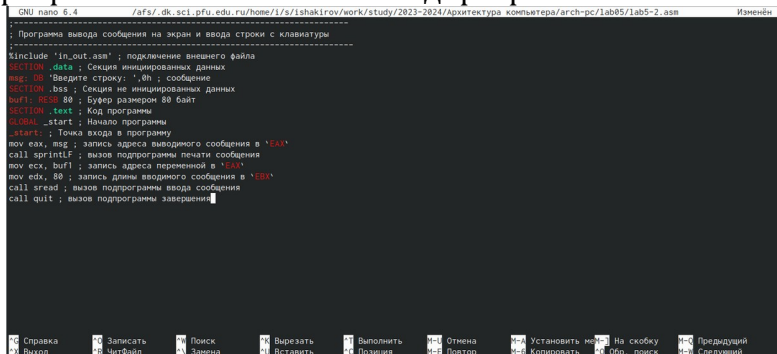 GNU nano 6.4 /afs/.dk.sci.pfu.edu.ru/home/i/s/ishakirov/work/study/2023-2024/Архитектура компьютера/arch-pc/lab05/lab5-2.asm Изменён
;--------------------------------------------------------------------
; Программа вывода сообщения на экран и ввода строки с клавиатуры
;---------------------------------------------------------------------
%include 'in_out.asm' ; подключение внешнего файла
SECTION .data ; Секция инициированных данных
msg: DB 'Введите строку: ',0h ; сообщение
SECTION .bss ; Секция не инициированных данных
buf1: RESB 80 ; Буфер размером 80 байт
SECTION .text ; Код программы
GLOBAL _start ; Начало программы
_start: ; Точка входа в программу
mov eax, msg ; запись адреса выводимого сообщения в `EAX`
call sprintLF ; вызов подпрограммы печати сообщения
mov ecx, buf1 ; запись адреса переменной в `EAX`
mov edx, 80 ; запись длины вводимого сообщения в `EBX`
call sread ; вызов подпрограммы ввода сообщения
call quit ; вызов подпрограммы завершения
^G Справка ^O Записать ^W Поиск ^K Вырезать ^T Выполнить M-U Отмена M-A Установить ме M-] На скобку M-Q Предыдущий
^X Выход ^R ЧитФайл ^\ Замена ^U Вставить ^C Позиция M-E Повтор M-6 Копировать ^Q Обр. поиск M-W Следующий